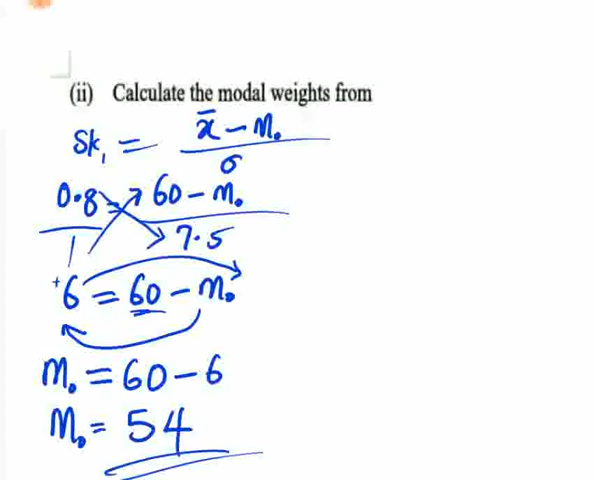 (ii) Calculate the modal weights from
Sk₁ = x̄ - M₀
σ
0.8 = 60 - M₀
1 7.5
+6 = 60 - M₀
M₀ = 60 - 6
M₀ = 54